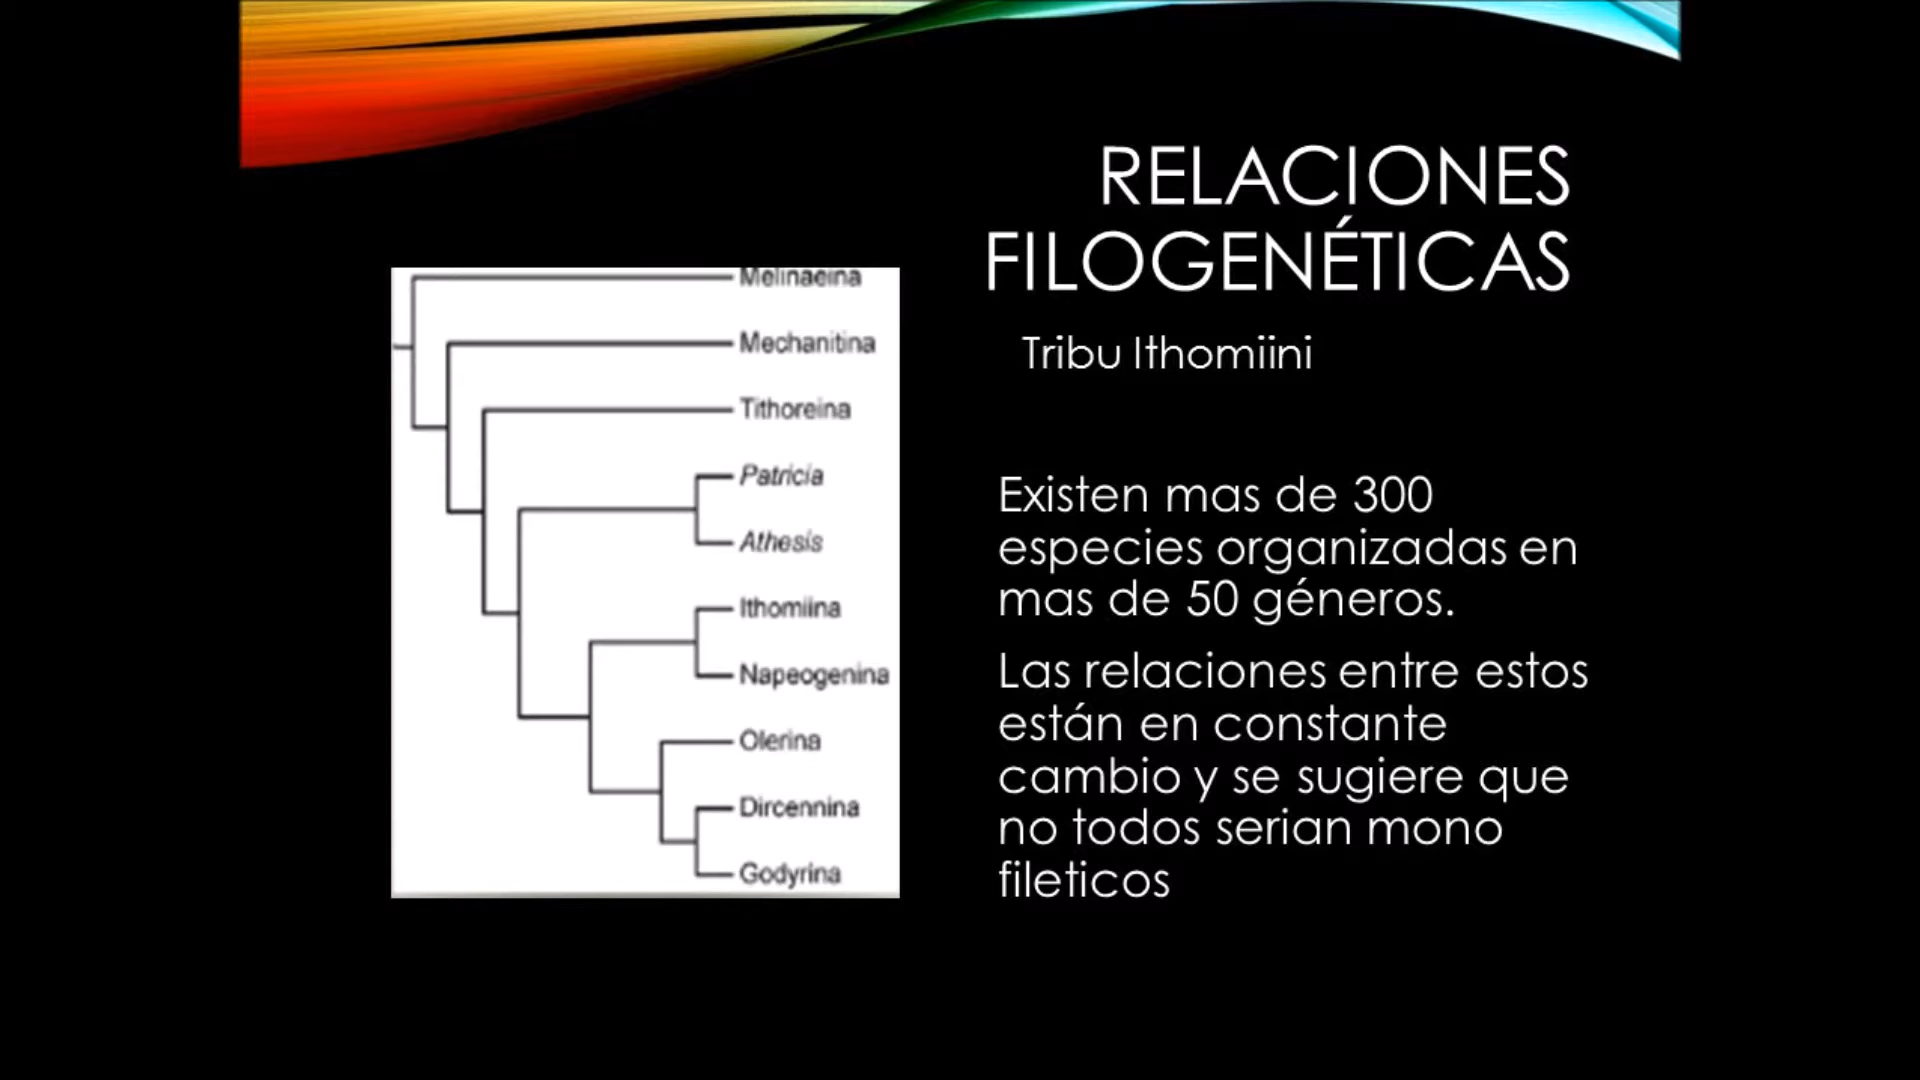 RELACIONES
FILOGENÉTICAS
Melinaeina
Mechanitina
Tithoreina
Patricia
Athesis
Ithomiina
Napeogenina
Olerina
Dircennina
Godyrina
Tribu Ithomiini
Existen mas de 300
especies organizadas en
mas de 50 géneros.
Las relaciones entre estos
están en constante
cambio y se sugiere que
no todos serian mono
fileticos